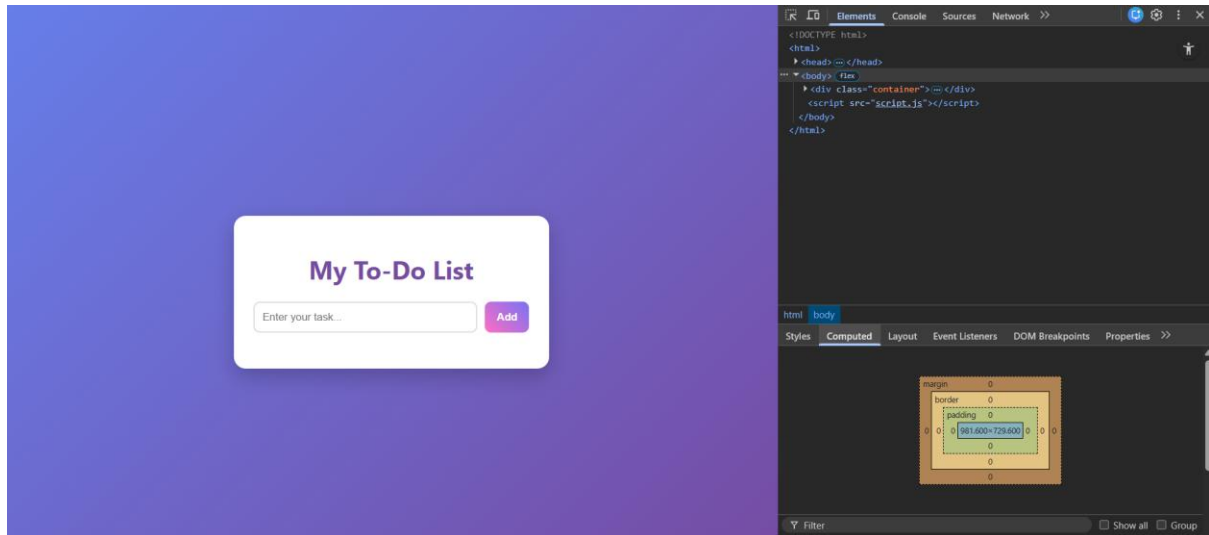 My To-Do List
Enter your task...
Add
Elements Console Sources Network
<!DOCTYPE html>
<html>
<head> </head>
<body> flex
<div class="container"> </div>
<script src="script.js"></script>
</body>
</html>
html body
Styles Computed Layout Event Listeners DOM Breakpoints Properties
margin 0
border 0
padding 0
0 0 0 981.600×729.600 0 0 0
0
0
0
Filter Show all Group